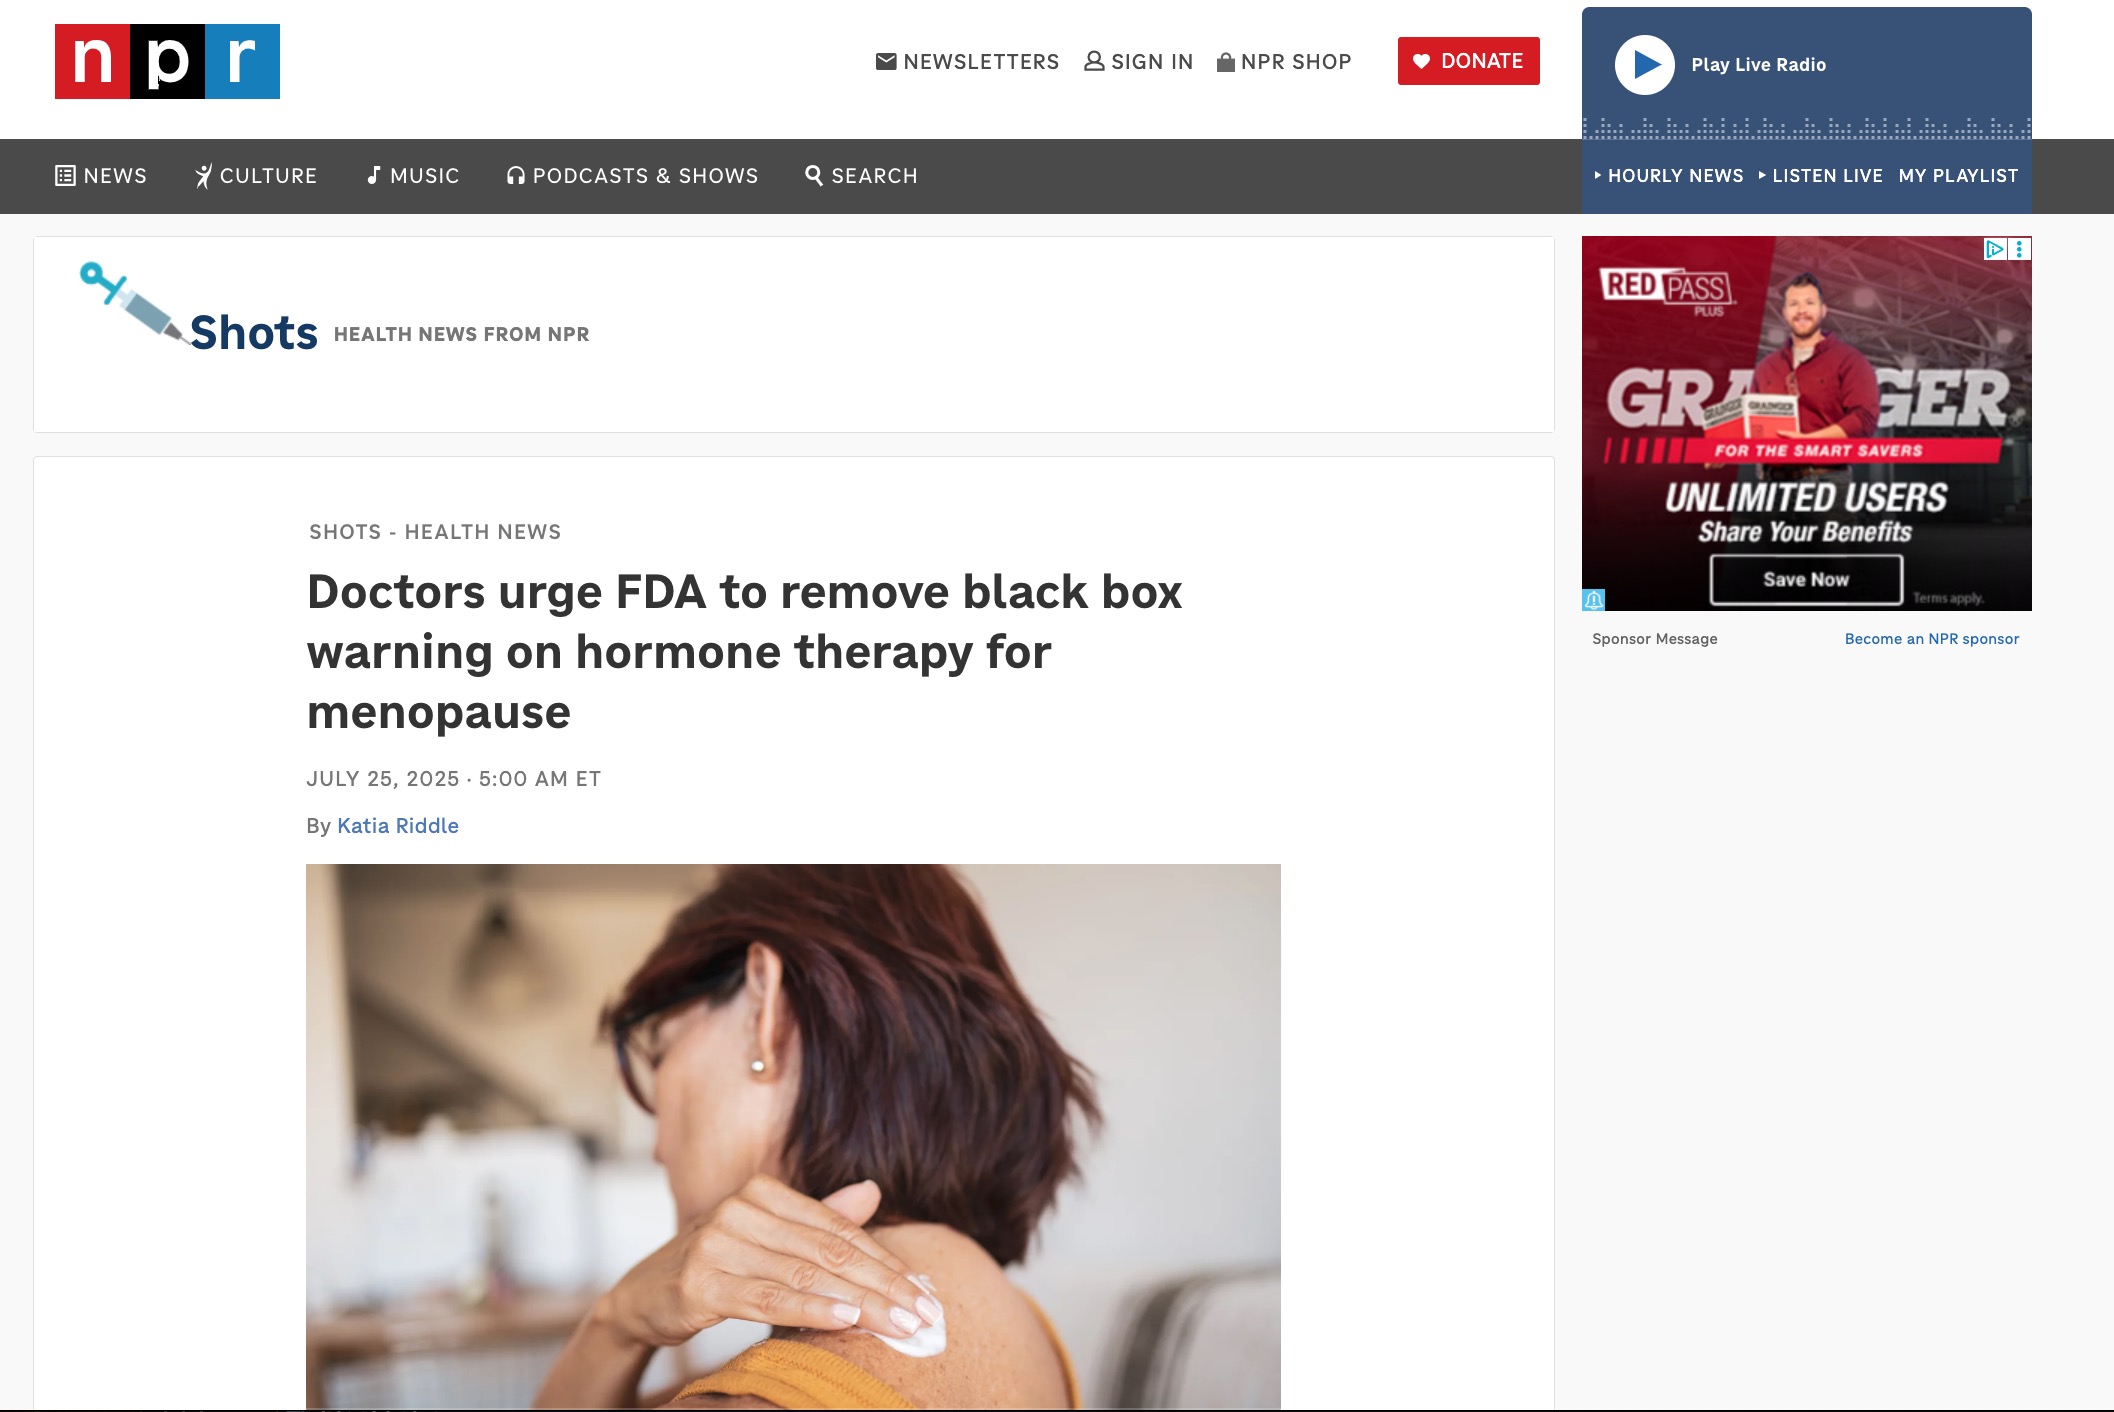 npr
NEWSLETTERS SIGN IN NPR SHOP DONATE
Play Live Radio
NEWS CULTURE MUSIC PODCASTS & SHOWS SEARCH
HOURLY NEWS LISTEN LIVE MY PLAYLIST
Shots HEALTH NEWS FROM NPR
SHOTS - HEALTH NEWS
Doctors urge FDA to remove black box
warning on hormone therapy for
menopause
JULY 25, 2025 · 5:00 AM ET
By Katia Riddle
RED PASS
PLUS
GRAINGER
GRAINGER
FOR THE SMART SAVERS
UNLIMITED USERS
Share Your Benefits
Save Now
Terms apply.
Sponsor Message Become an NPR sponsor